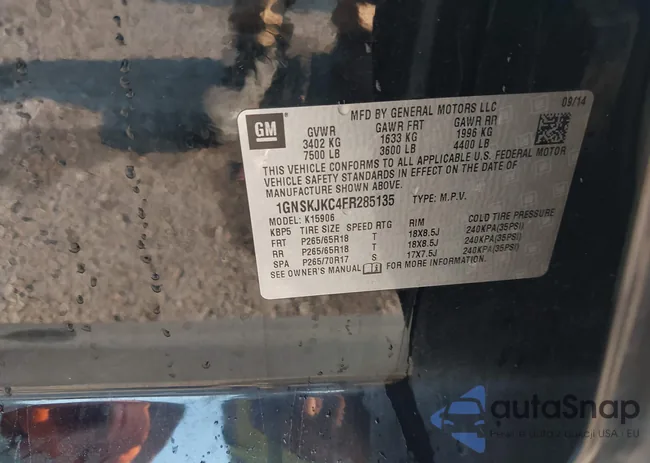 MFD BY GENERAL MOTORS LLC 08/14
GM
GVWR GAWR FRT GAWR RR
3402 KG 1633 KG 1996 KG
7500 LB 3600 LB 4400 LB
THIS VEHICLE CONFORMS TO ALL APPLICABLE U.S. FEDERAL MOTOR
VEHICLE SAFETY STANDARDS IN EFFECT ON THE DATE OF
MANUFACTURE SHOWN ABOVE.
1GNSKJKC4FR285135 TYPE: M.P.V.
MODEL: K15906
KBP5 TIRE SIZE SPEED RTG RIM COLD TIRE PRESSURE
FRT P265/65R18 T 18X8.5J 240KPA(35PSI)
RR P265/65R18 T 18X8.5J 240KPA(35PSI)
SPA P265/70R17 S 17X7.5J 240KPA(35PSI)
SEE OWNER'S MANUAL FOR MORE INFORMATION.
autaSnap
USA i EU